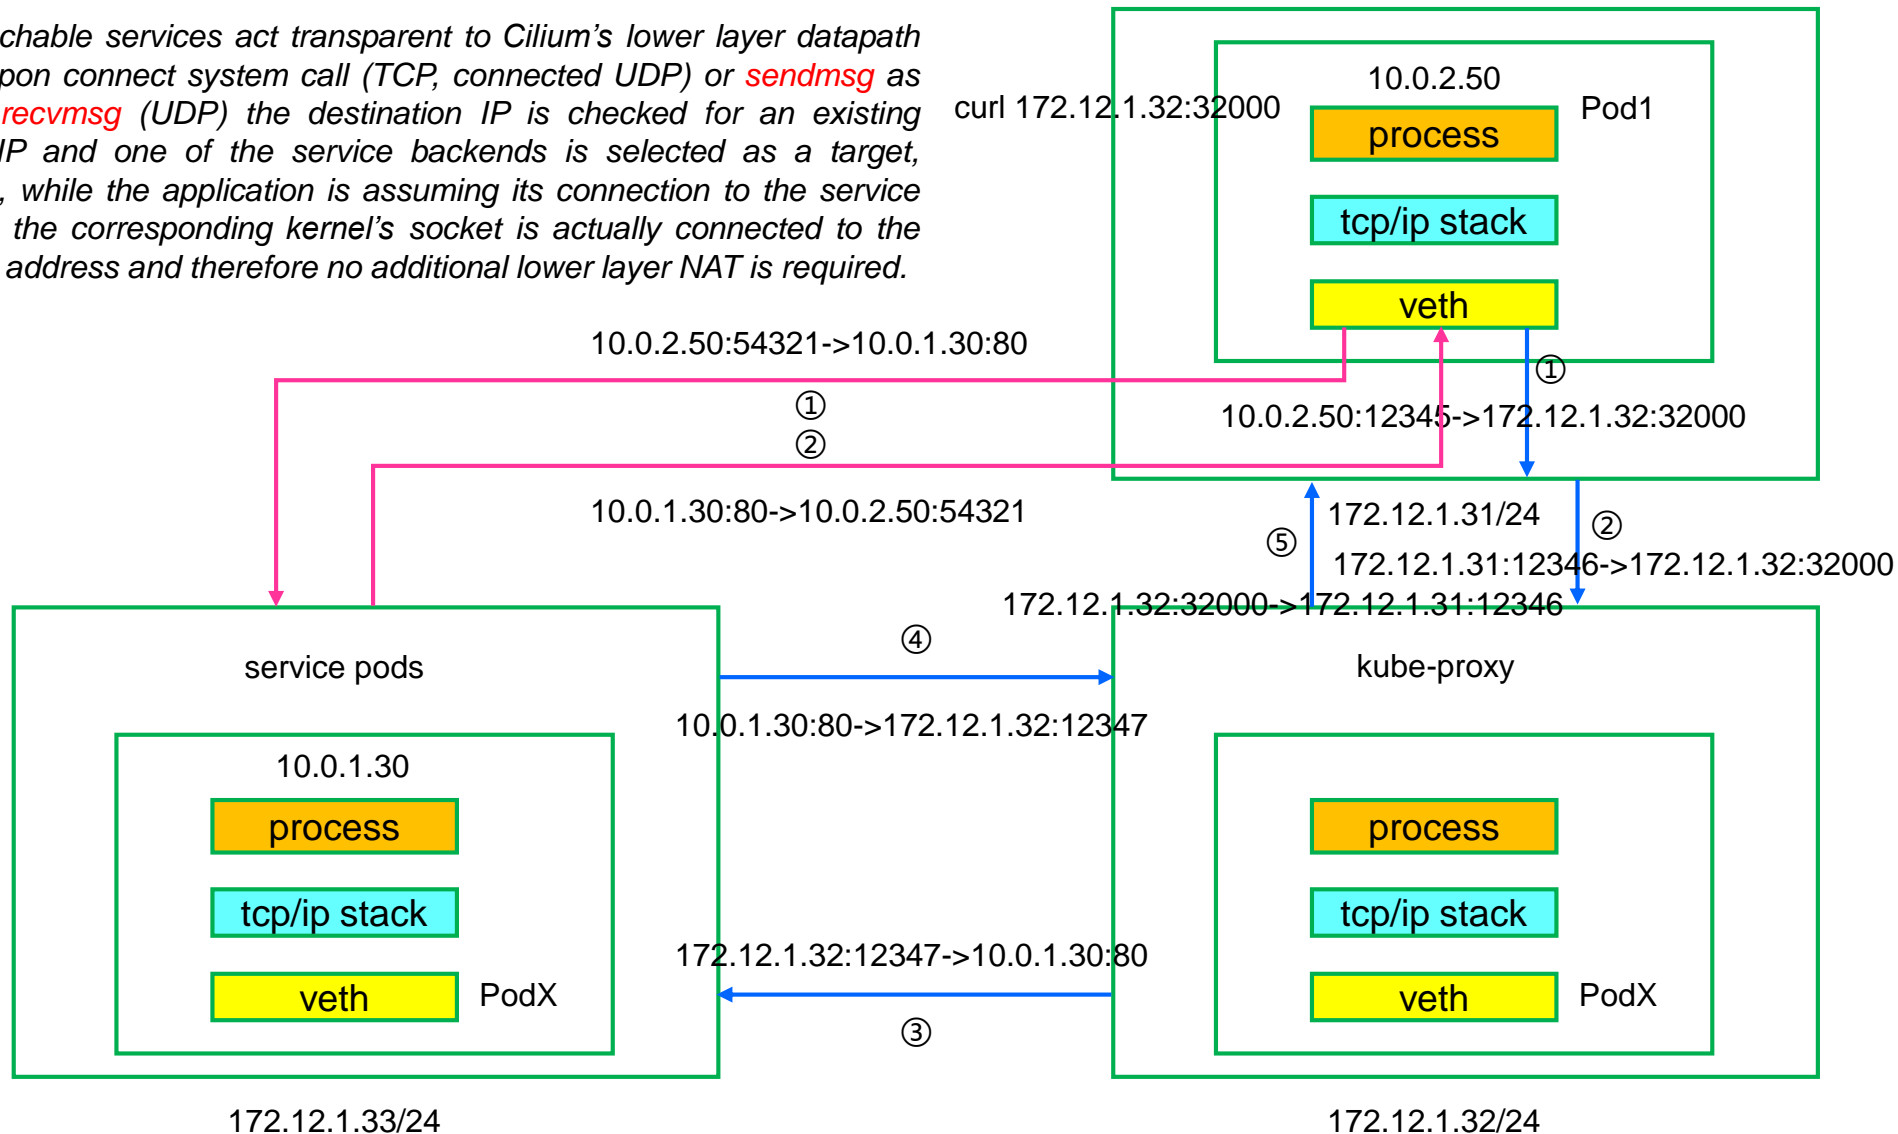 chable services act transparent to Cilium's lower layer datapath
pon connect system call (TCP, connected UDP) or sendmsg as
recvmsg (UDP) the destination IP is checked for an existing
IP and one of the service backends is selected as a target,
, while the application is assuming its connection to the service
the corresponding kernel's socket is actually connected to the
address and therefore no additional lower layer NAT is required.
10.0.2.50
curl 172.12.1.32:32000
Pod1
process
tcp/ip stack
veth
10.0.2.50:54321->10.0.1.30:80
①
①
10.0.2.50:12345->172.12.1.32:32000
②
10.0.1.30:80->10.0.2.50:54321
172.12.1.31/24
②
⑤
172.12.1.31:12346->172.12.1.32:32000
172.12.1.32:32000->172.12.1.31:12346
④
service pods
kube-proxy
10.0.1.30:80->172.12.1.32:12347
10.0.1.30
process
process
tcp/ip stack
tcp/ip stack
172.12.1.32:12347->10.0.1.30:80
veth
PodX
veth
PodX
③
172.12.1.33/24
172.12.1.32/24